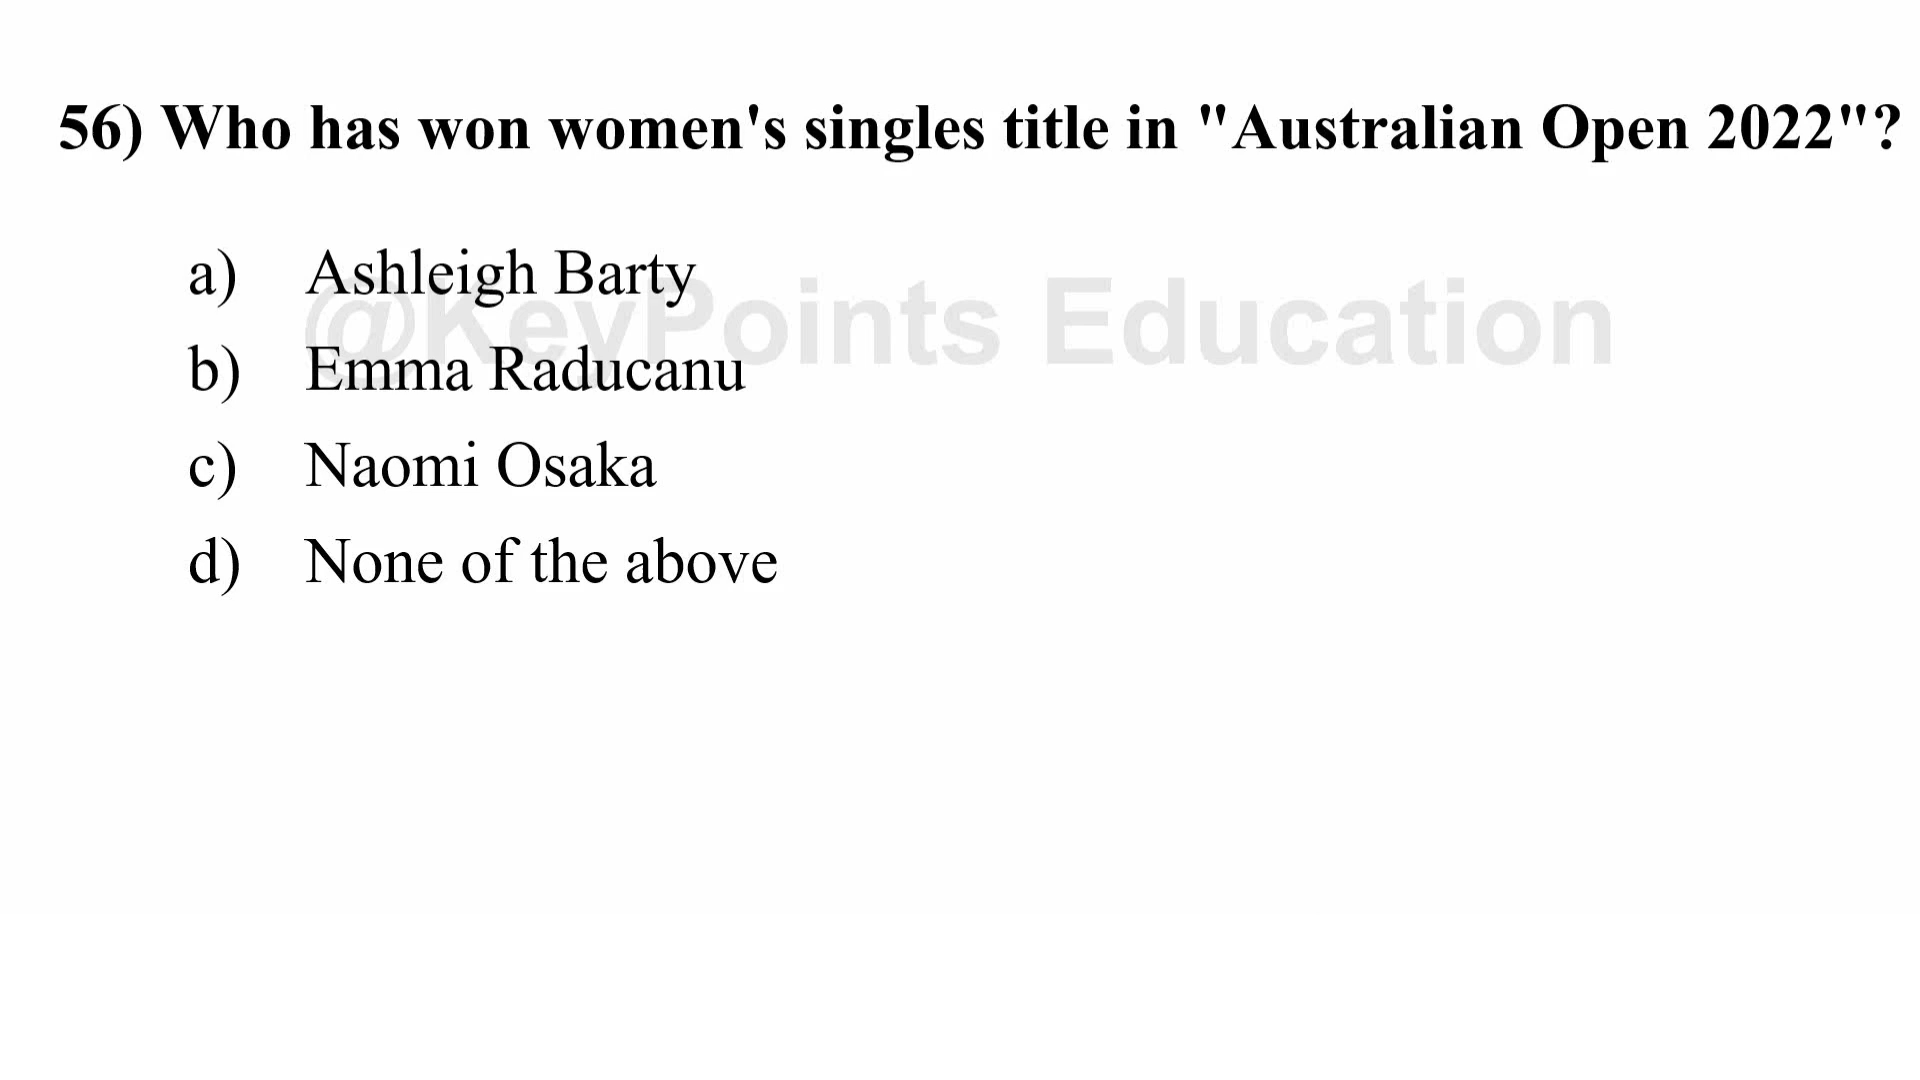 56) Who has won women's singles title in "Australian Open 2022"?
a) Ashleigh Barty
@KeyPoints Education
b) Emma Raducanu
c) Naomi Osaka
d) None of the above